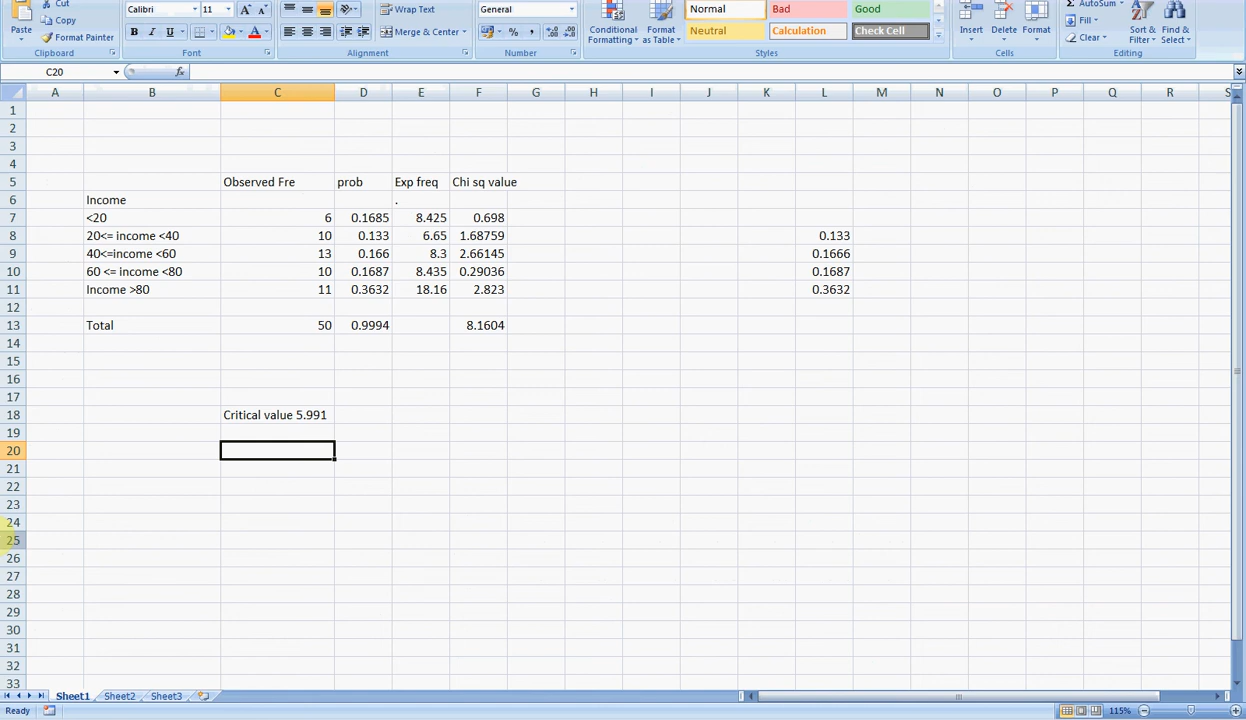 Cut
Calibri 11 A A Wrap Text General Normal Bad Good AutoSum
Copy Fill
Paste Format Painter B I U A Merge & Center % , Conditional Formatting Format as Table Neutral Calculation Check Cell Insert Delete Format Clear Sort & Filter Find & Select
Clipboard Font Alignment Number Styles Cells Editing
C20 fx
A B C D E F G H I J K L M N O P Q R S
1
2
3
4
5 Observed Fre prob Exp freq Chi sq value
6 Income .
7 <20 6 0.1685 8.425 0.698
8 20<= income <40 10 0.133 6.65 1.68759 0.133
9 40<=income <60 13 0.166 8.3 2.66145 0.1666
10 60 <= income <80 10 0.1687 8.435 0.29036 0.1687
11 Income >80 11 0.3632 18.16 2.823 0.3632
12
13 Total 50 0.9994 8.1604
14
15
16
17
18 Critical value 5.991
19
20
21
22
23
24
25
26
27
28
29
30
31
32
33
Sheet1 Sheet2 Sheet3
Ready 115%